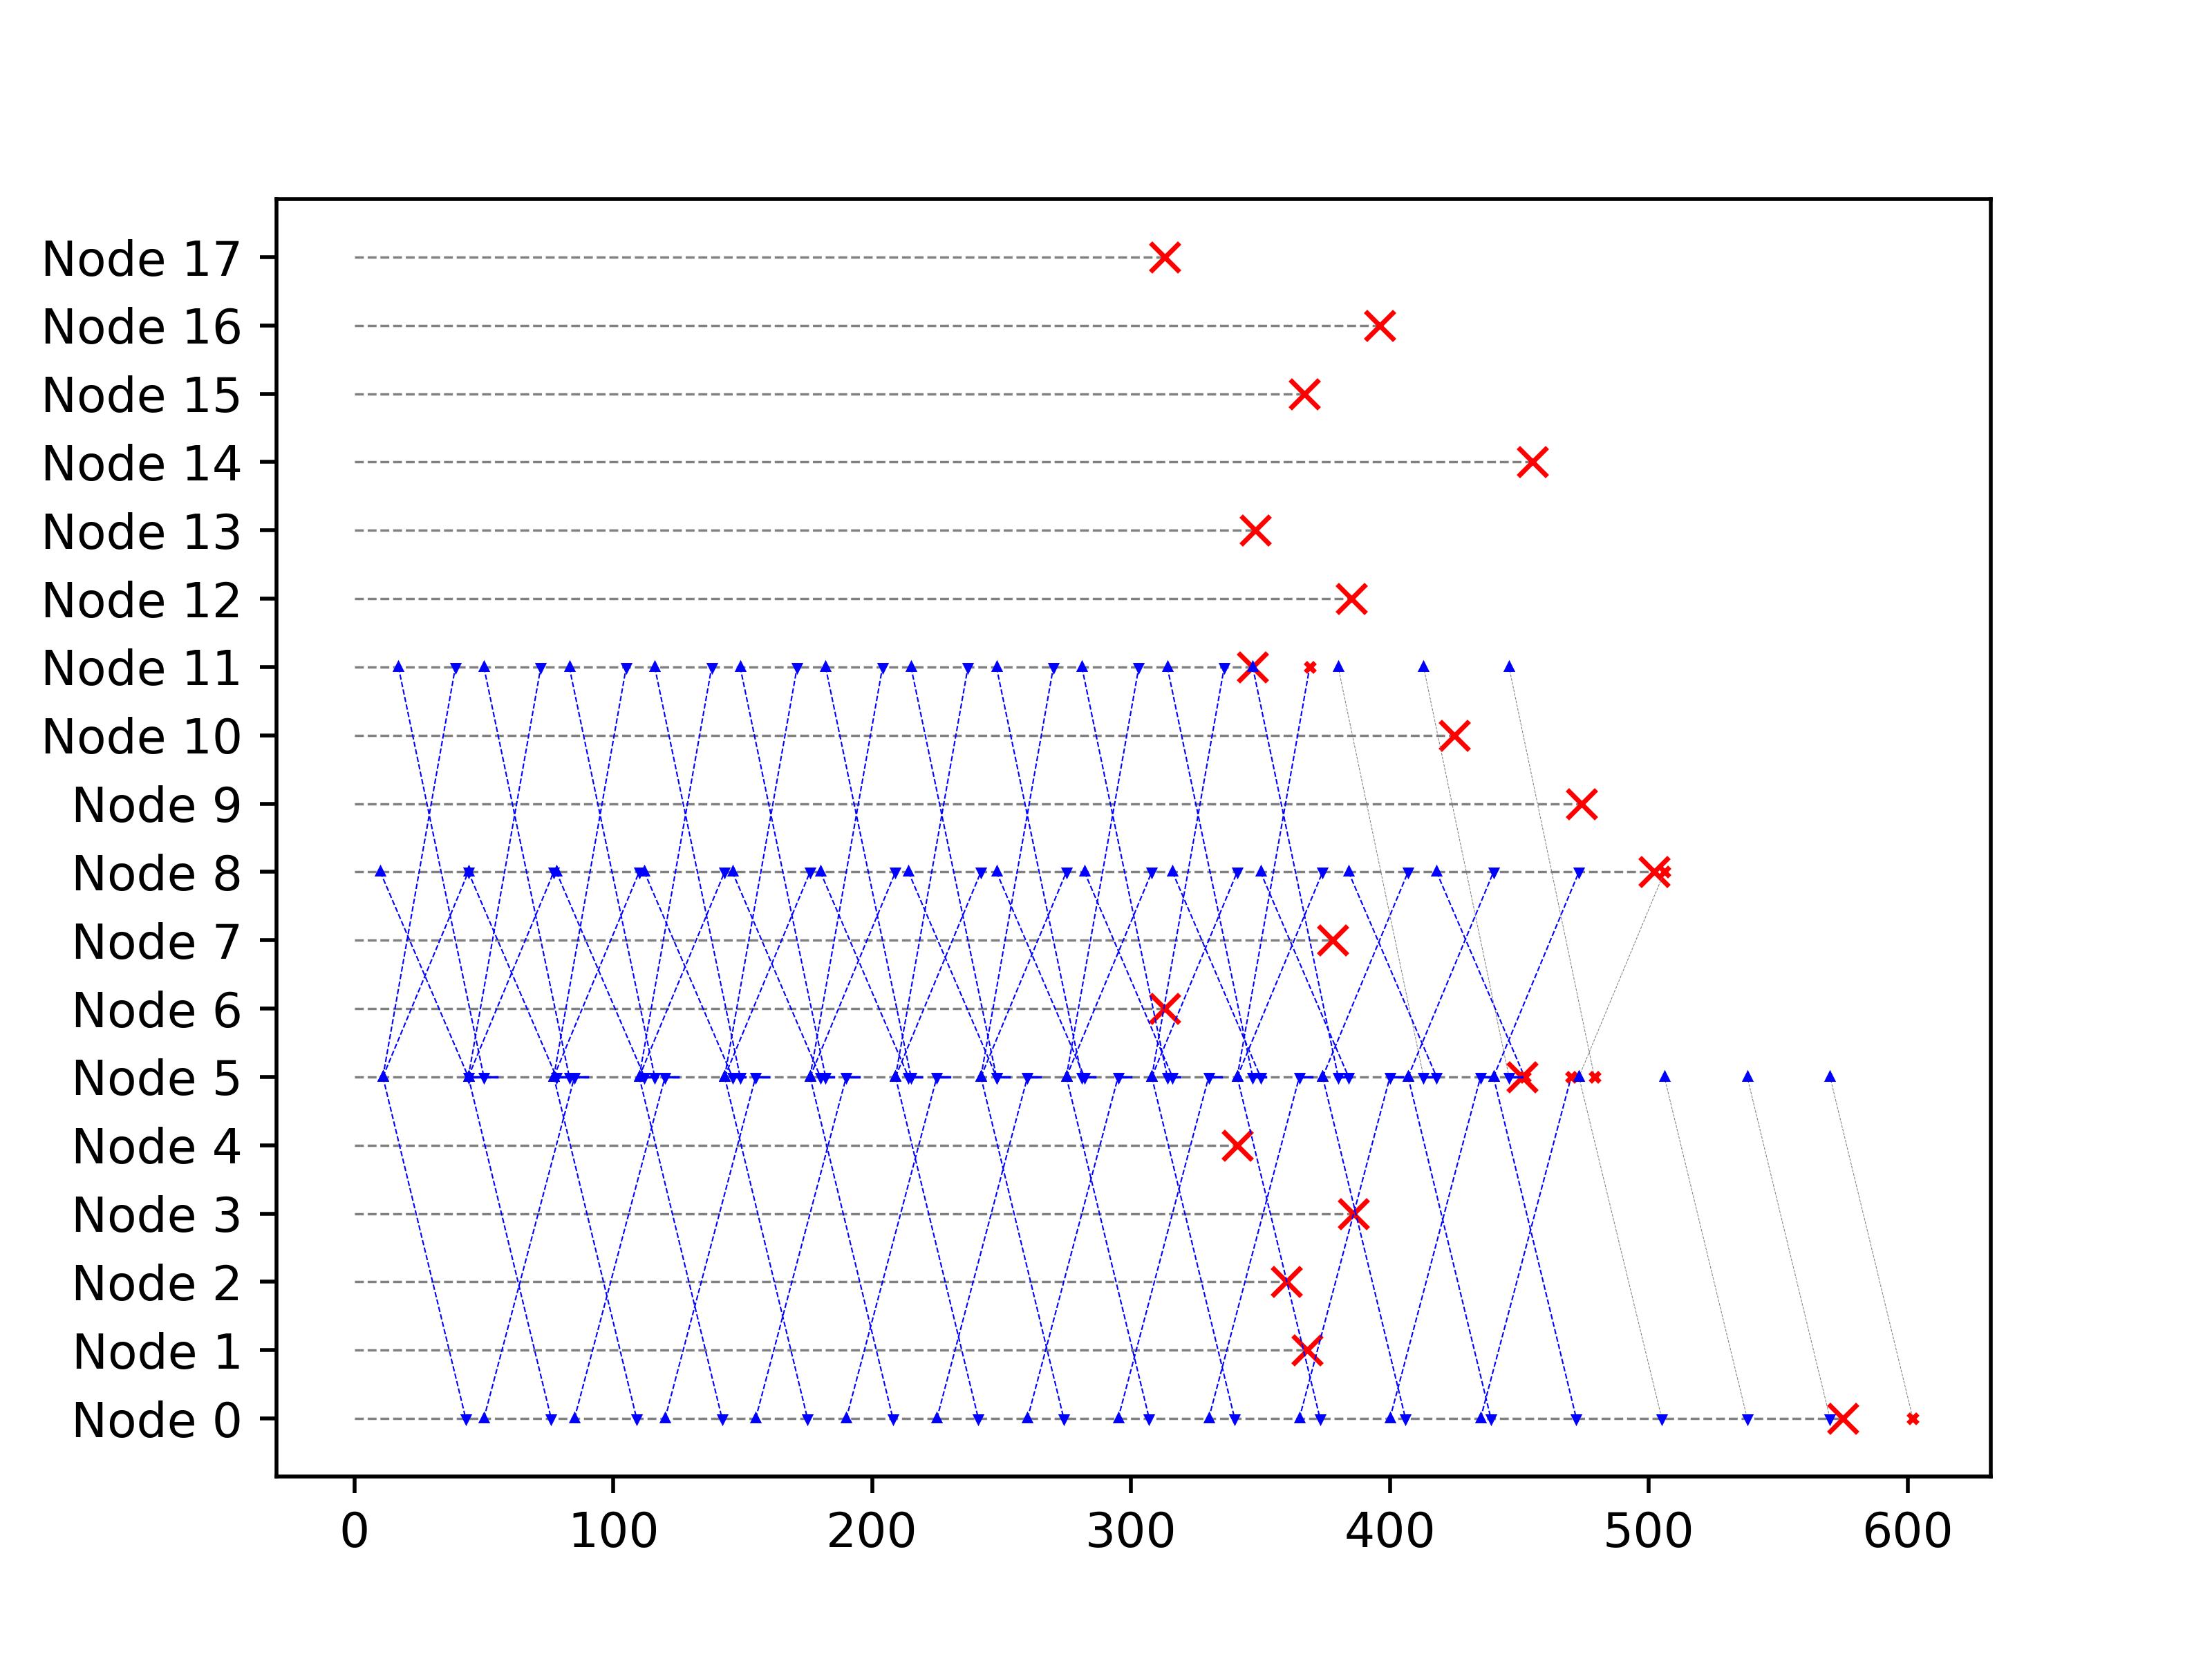 Node 17
Node 16
Node 15
Node 14
Node 13
Node 12
Node 11
Node 10
Node 9
Node 8
Node 7
Node 6
Node 5
Node 4
Node 3
Node 2
Node 1
Node 0
0 100 200 300 400 500 600